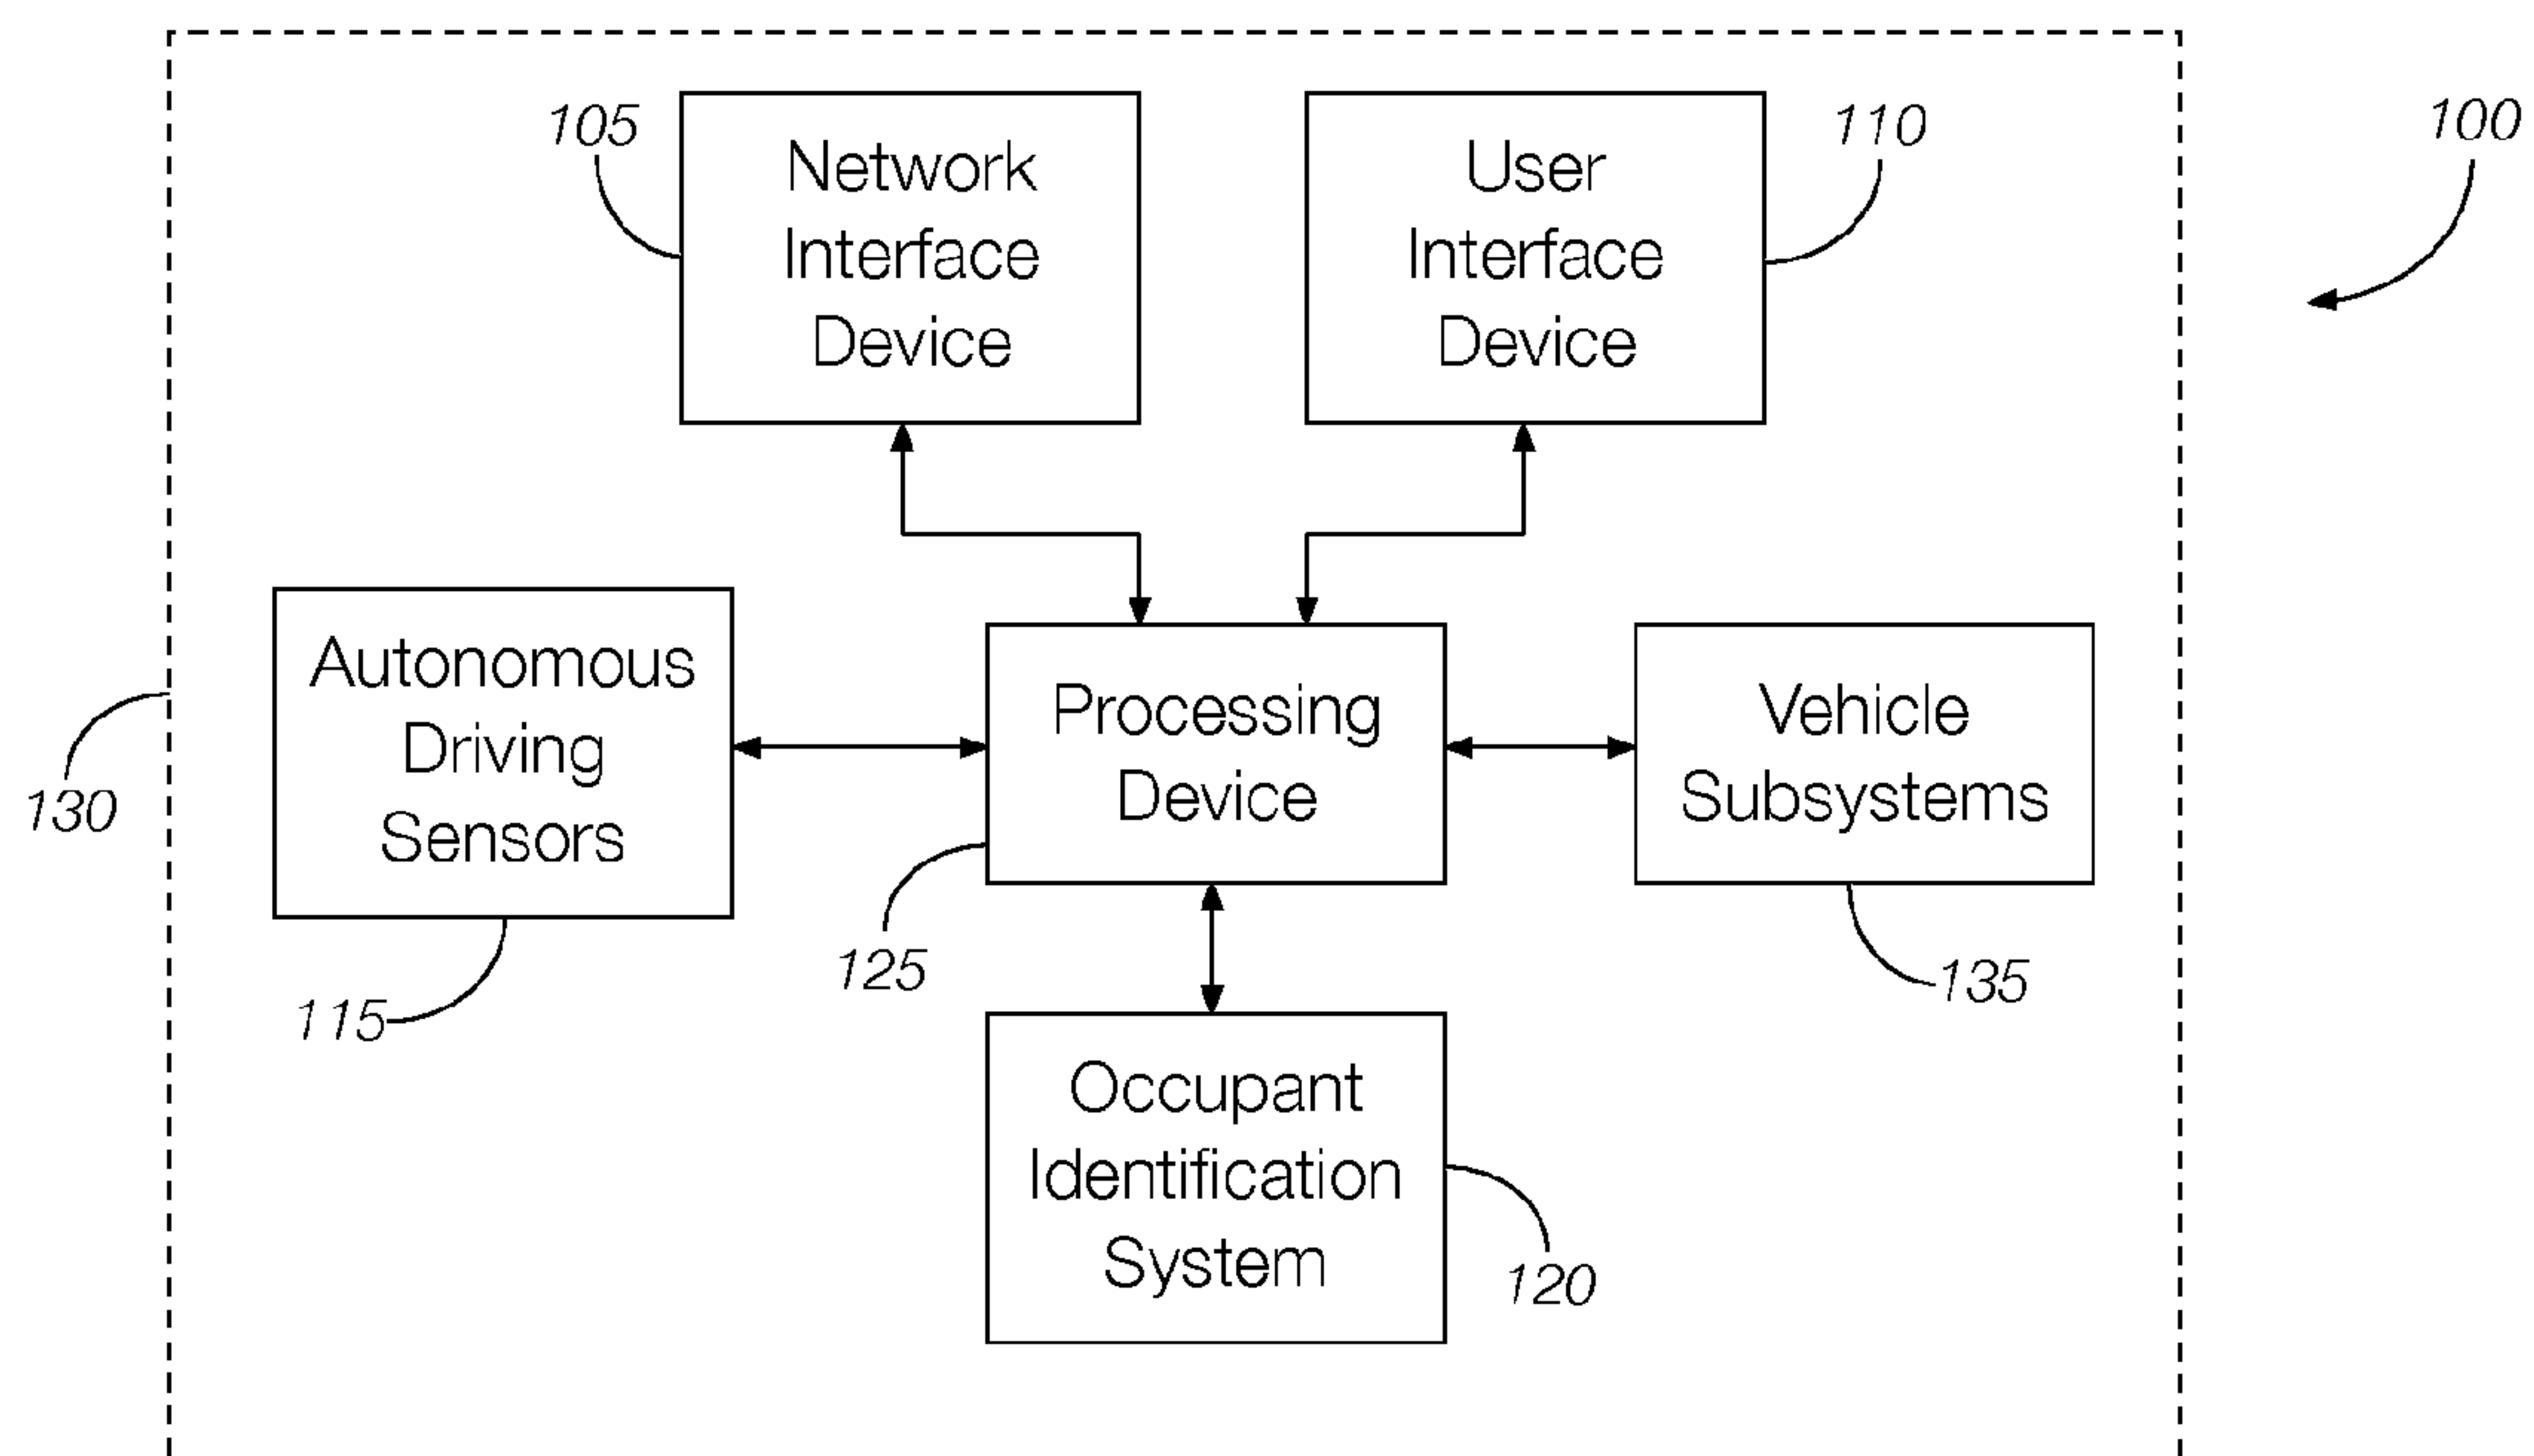 105
Network
Interface
Device
User
Interface
Device
110
100
Autonomous
Driving
Sensors
Processing
Device
Vehicle
Subsystems
130
125
135
115
Occupant
Identification
System
120